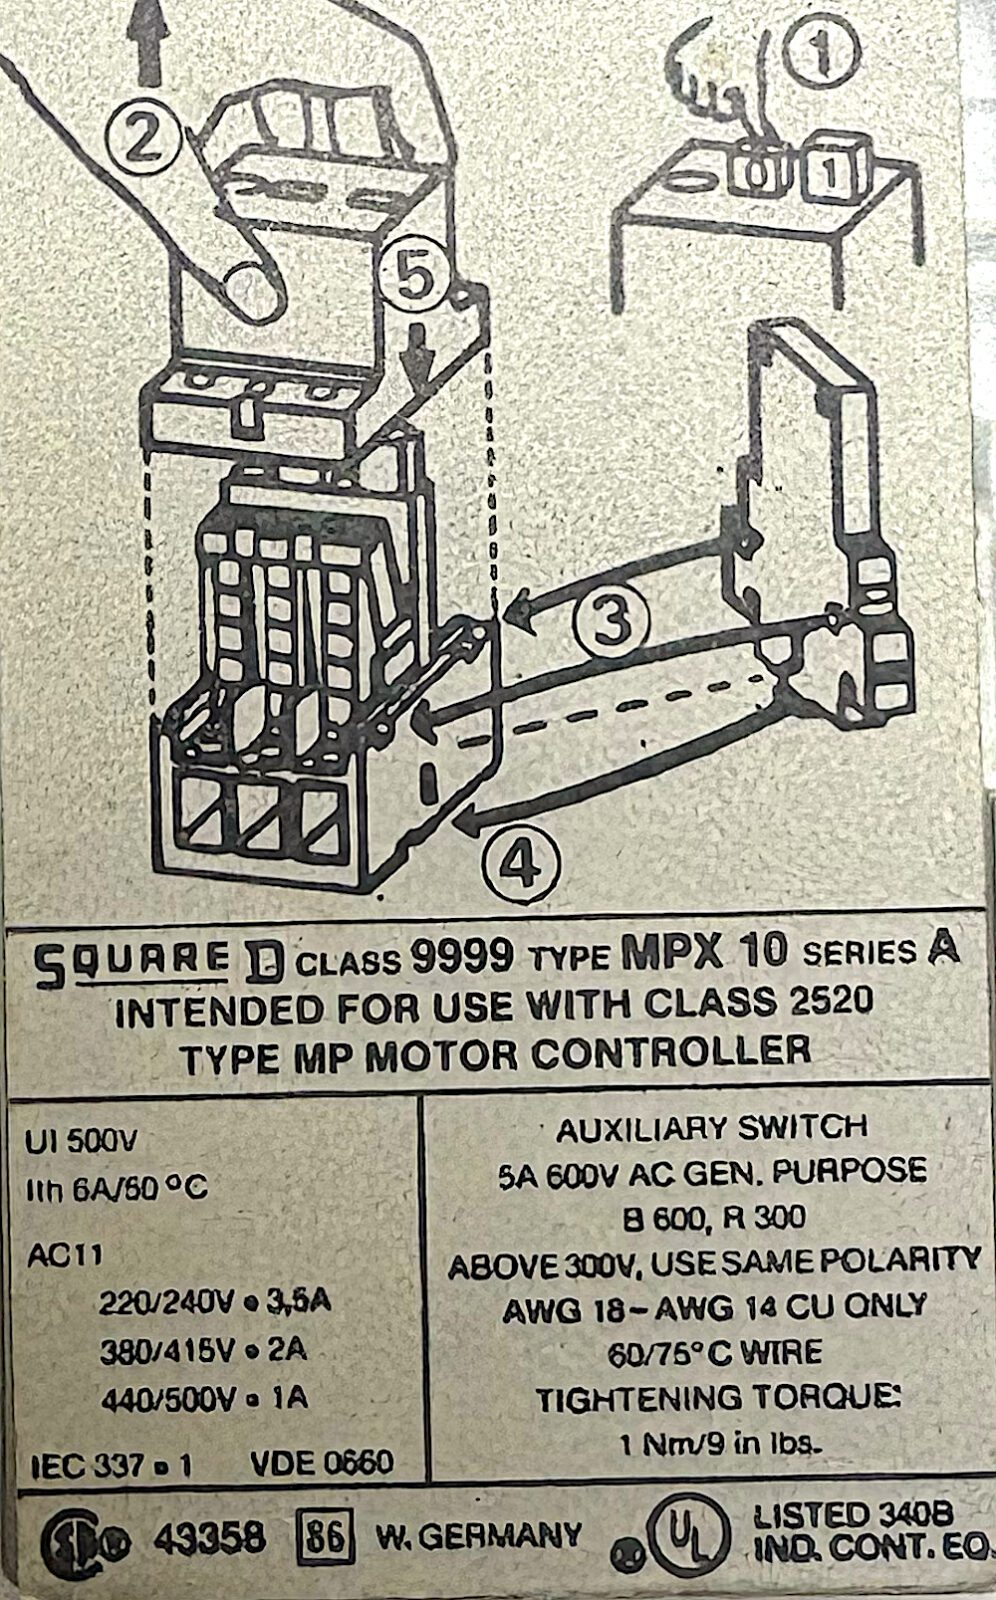 1
2
0 1
5
3
4
SQUARE D CLASS 9999 TYPE MPX 10 SERIES A
INTENDED FOR USE WITH CLASS 2520
TYPE MP MOTOR CONTROLLER
UI 500V
Ith 6A/60 °C
AC11
220/240V • 3,5A
380/415V • 2A
440/500V • 1A
IEC 337 • 1 VDE 0660
AUXILIARY SWITCH
5A 600V AC GEN. PURPOSE
B 600, R 300
ABOVE 300V, USE SAME POLARITY
AWG 18 – AWG 14 CU ONLY
60/75°C WIRE
TIGHTENING TORQUE:
1 Nm/9 in lbs.
SA 43358 86 W. GERMANY
UL LISTED 340B
IND. CONT. EQ.